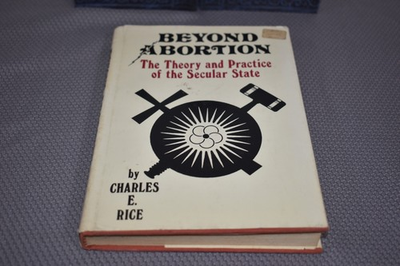 BEYOND
ABORTION
The Theory and Practice
of the Secular State
by
CHARLES
E.
RICE